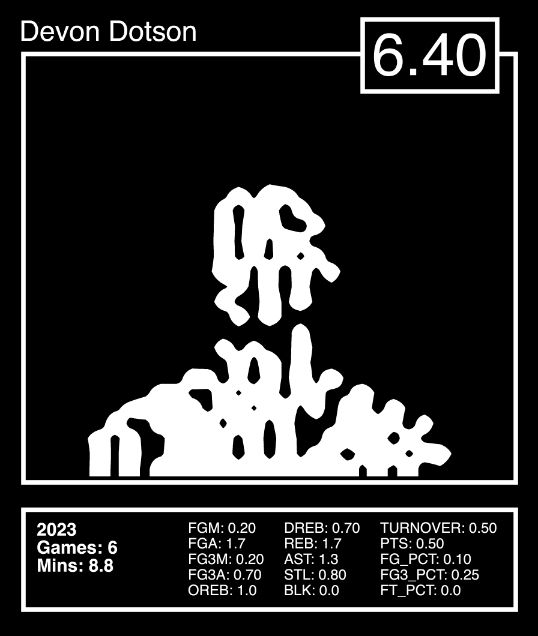 Devon Dotson
6.40
2023
Games: 6
Mins: 8.8
FGM: 0.20
FGA: 1.7
FG3M: 0.20
FG3A: 0.70
OREB: 1.0
DREB: 0.70
REB: 1.7
AST: 1.3
STL: 0.80
BLK: 0.0
TURNOVER: 0.50
PTS: 0.50
FG_PCT: 0.10
FG3_PCT: 0.25
FT_PCT: 0.0